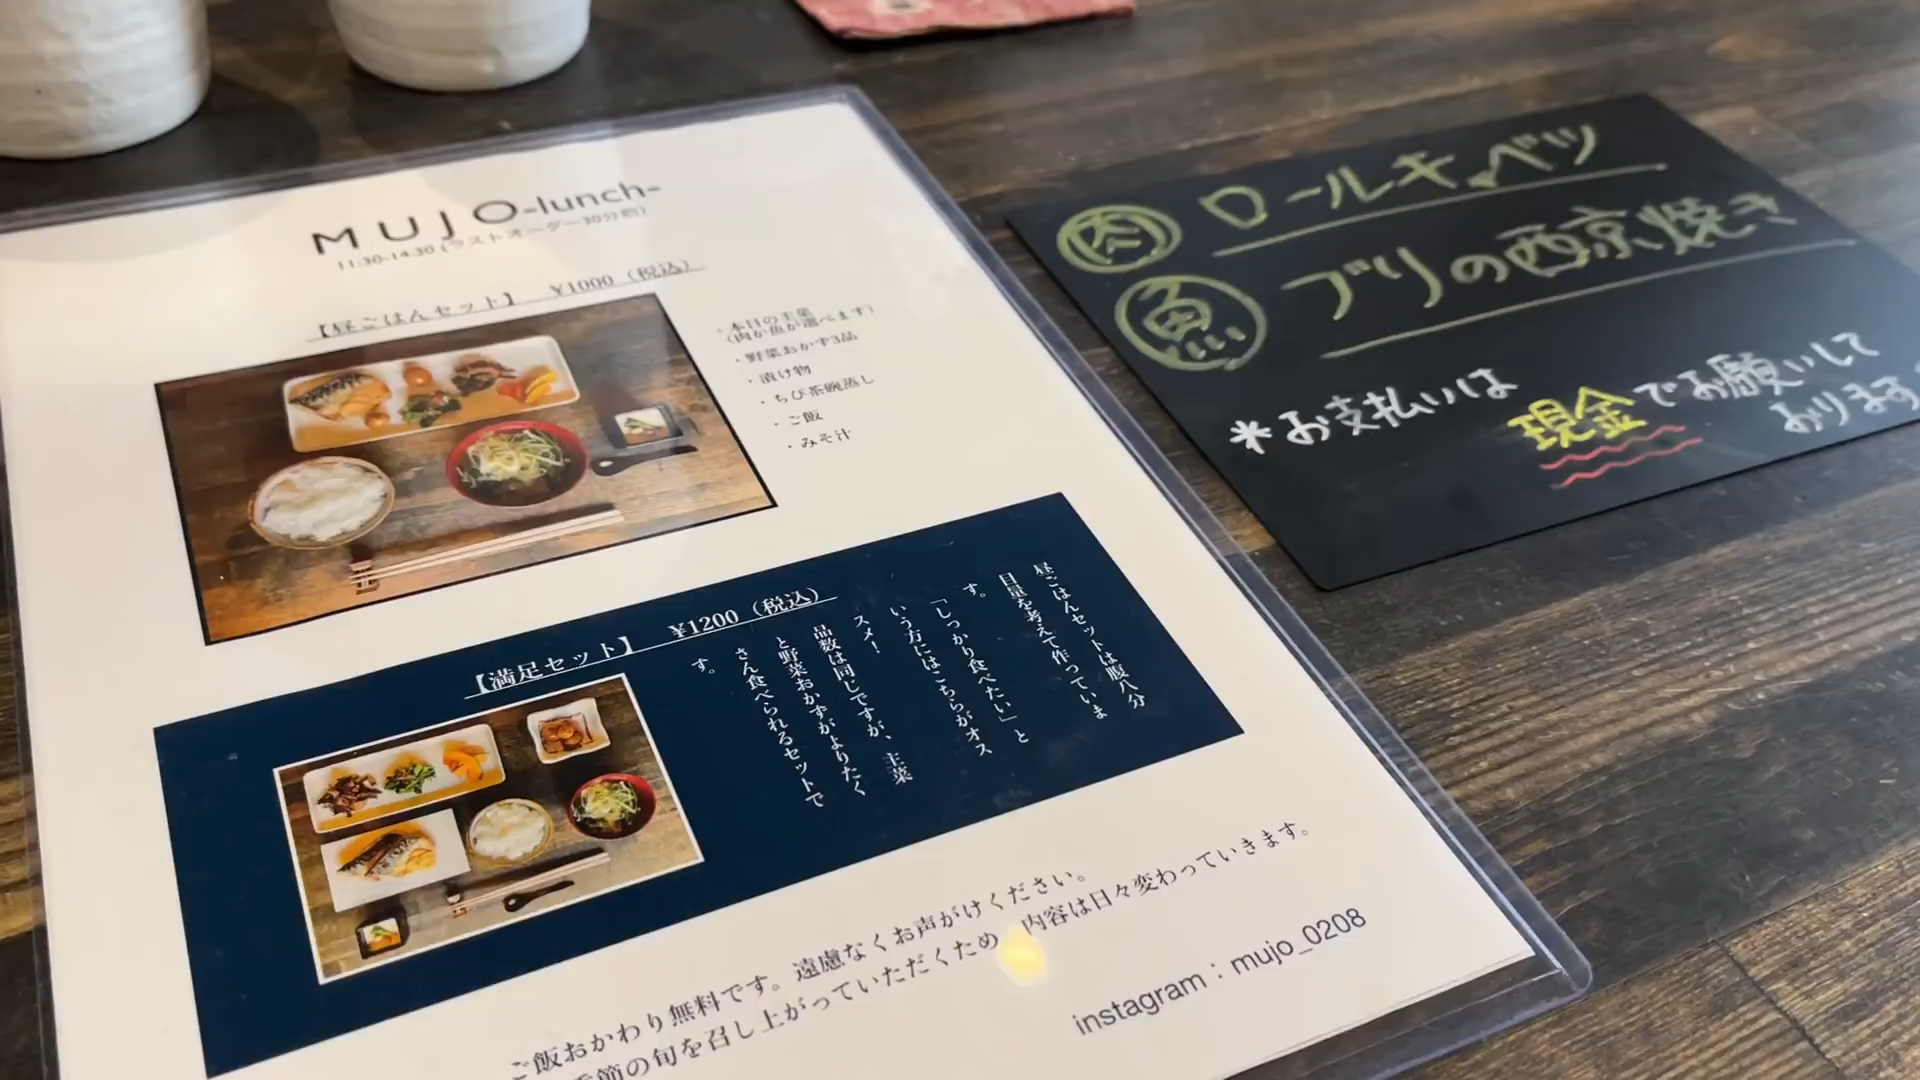 MUJO-lunch-
11:30-14:30 (ラストオーダー30分前)
【昼ごはんセット】 ¥1000（税込）
・本日の主菜
（肉か魚が選べます）
・野菜おかず3品
・漬け物
・ちび茶碗蒸し
・ご飯
・みそ汁
【満足セット】 ¥1200（税込）
昼ごはんセットは腹八分
目量を考えて作っていま
す。
「しっかり食べたい」と
いう方にはこちらがオス
スメ！
品数は同じですが、主菜
と野菜おかずがよりたく
さん食べられるセットで
す。
ご飯おかわり無料です。遠慮なくお声がけください。
季節の旬を召し上がっていただくため 内容は日々変わっていきます。
instagram：mujo_0208
肉 ロールキャベツ
魚 ブリの西京焼き
*お支払いは
現金でお願いして
おります